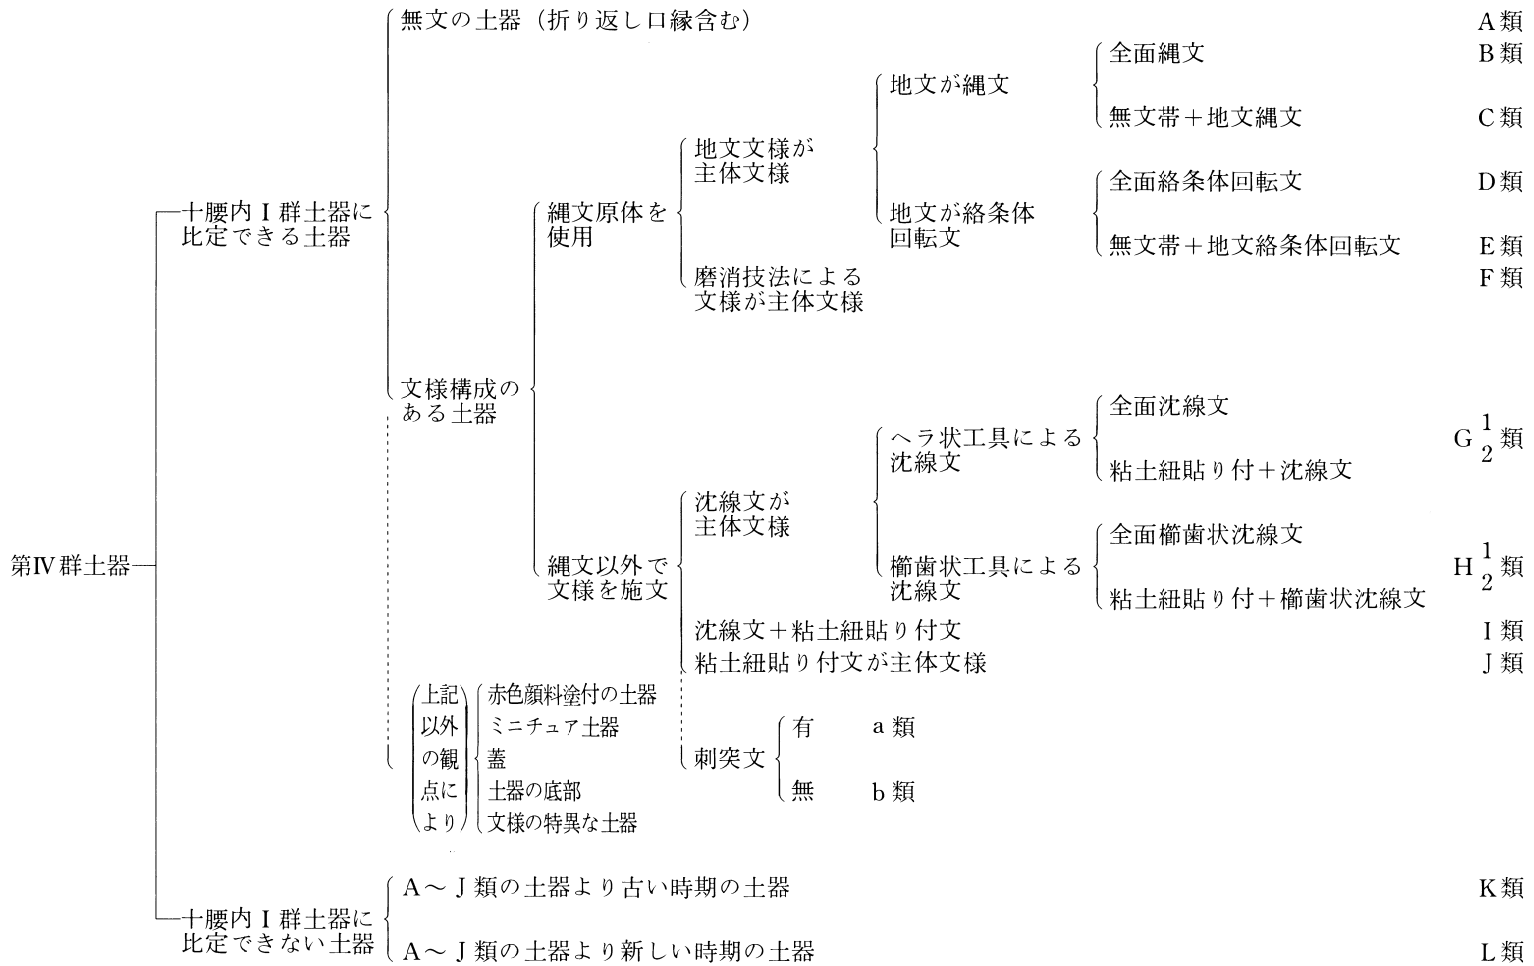 無文の土器（折り返し口縁含む） A類
全面縄文 B類
地文が縄文
無文帯＋地文縄文 C類
地文文様が
主体文様
全面絡条体回転文 D類
十腰内Ⅰ群土器に
比定できる土器
縄文原体を
使用
地文が絡条体
回転文
無文帯＋地文絡条体回転文 E類
磨消技法による
文様が主体文様
F類
文様構成の
ある土器
全面沈線文
ヘラ状工具による
沈線文
G 1 2 類
粘土紐貼り付＋沈線文
沈線文が
主体文様
全面櫛歯状沈線文
第Ⅳ群土器
縄文以外で
文様を施文
櫛歯状工具による
沈線文
H 1 2 類
粘土紐貼り付＋櫛歯状沈線文
沈線文＋粘土紐貼り付文 I類
粘土紐貼り付文が主体文様 J類
上記
以外
の観
点に
より
赤色顔料塗付の土器
ミニチュア土器
蓋
土器の底部
文様の特異な土器
刺突文
有 a類
無 b類
A～J類の土器より古い時期の土器 K類
十腰内Ⅰ群土器に
比定できない土器
A～J類の土器より新しい時期の土器 L類